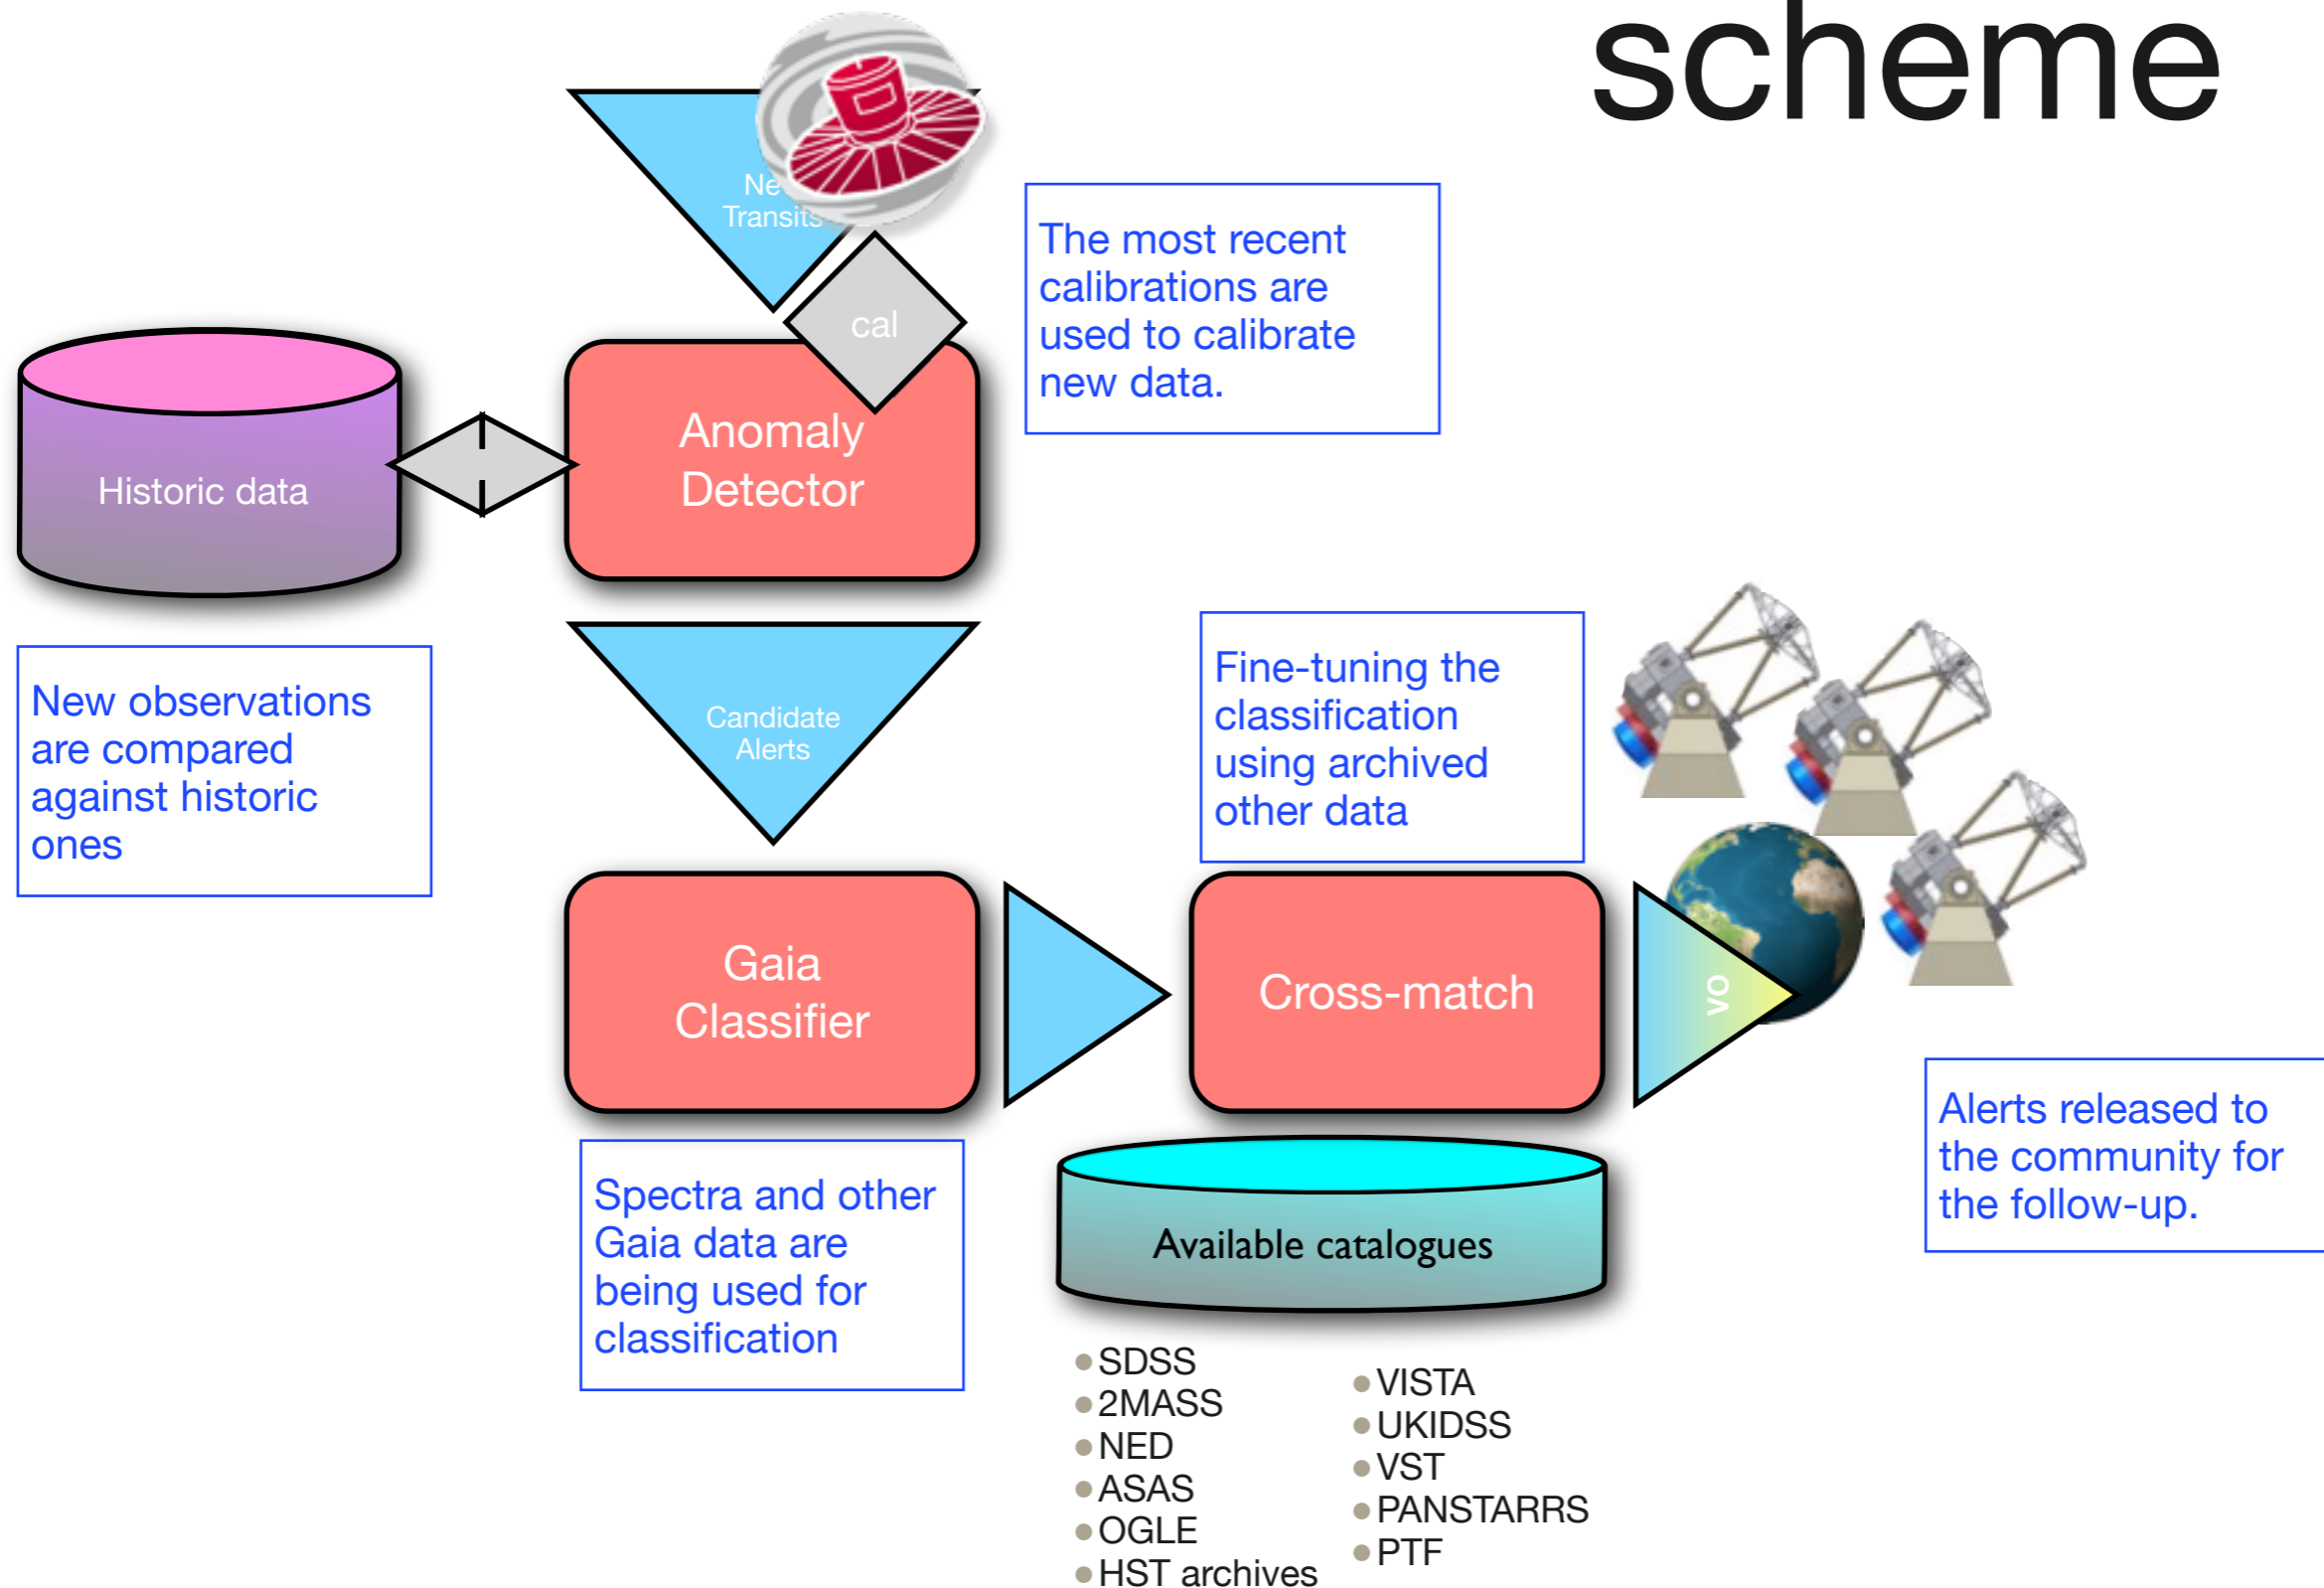 scheme
Transits
cal
The most recent
calibrations are
used to calibrate
new data.
Historic data
Anomaly
Detector
New observations
are compared
against historic
ones
Candidate
Alerts
Fine-tuning the
classification
using archived
other data
Gaia
Classifier
Cross-match
VO
Alerts released to
the community for
the follow-up.
Spectra and other
Gaia data are
being used for
classification
Available catalogues
SDSS
2MASS
NED
ASAS
OGLE
HST archives
VISTA
UKIDSS
VST
PANSTARRS
PTF